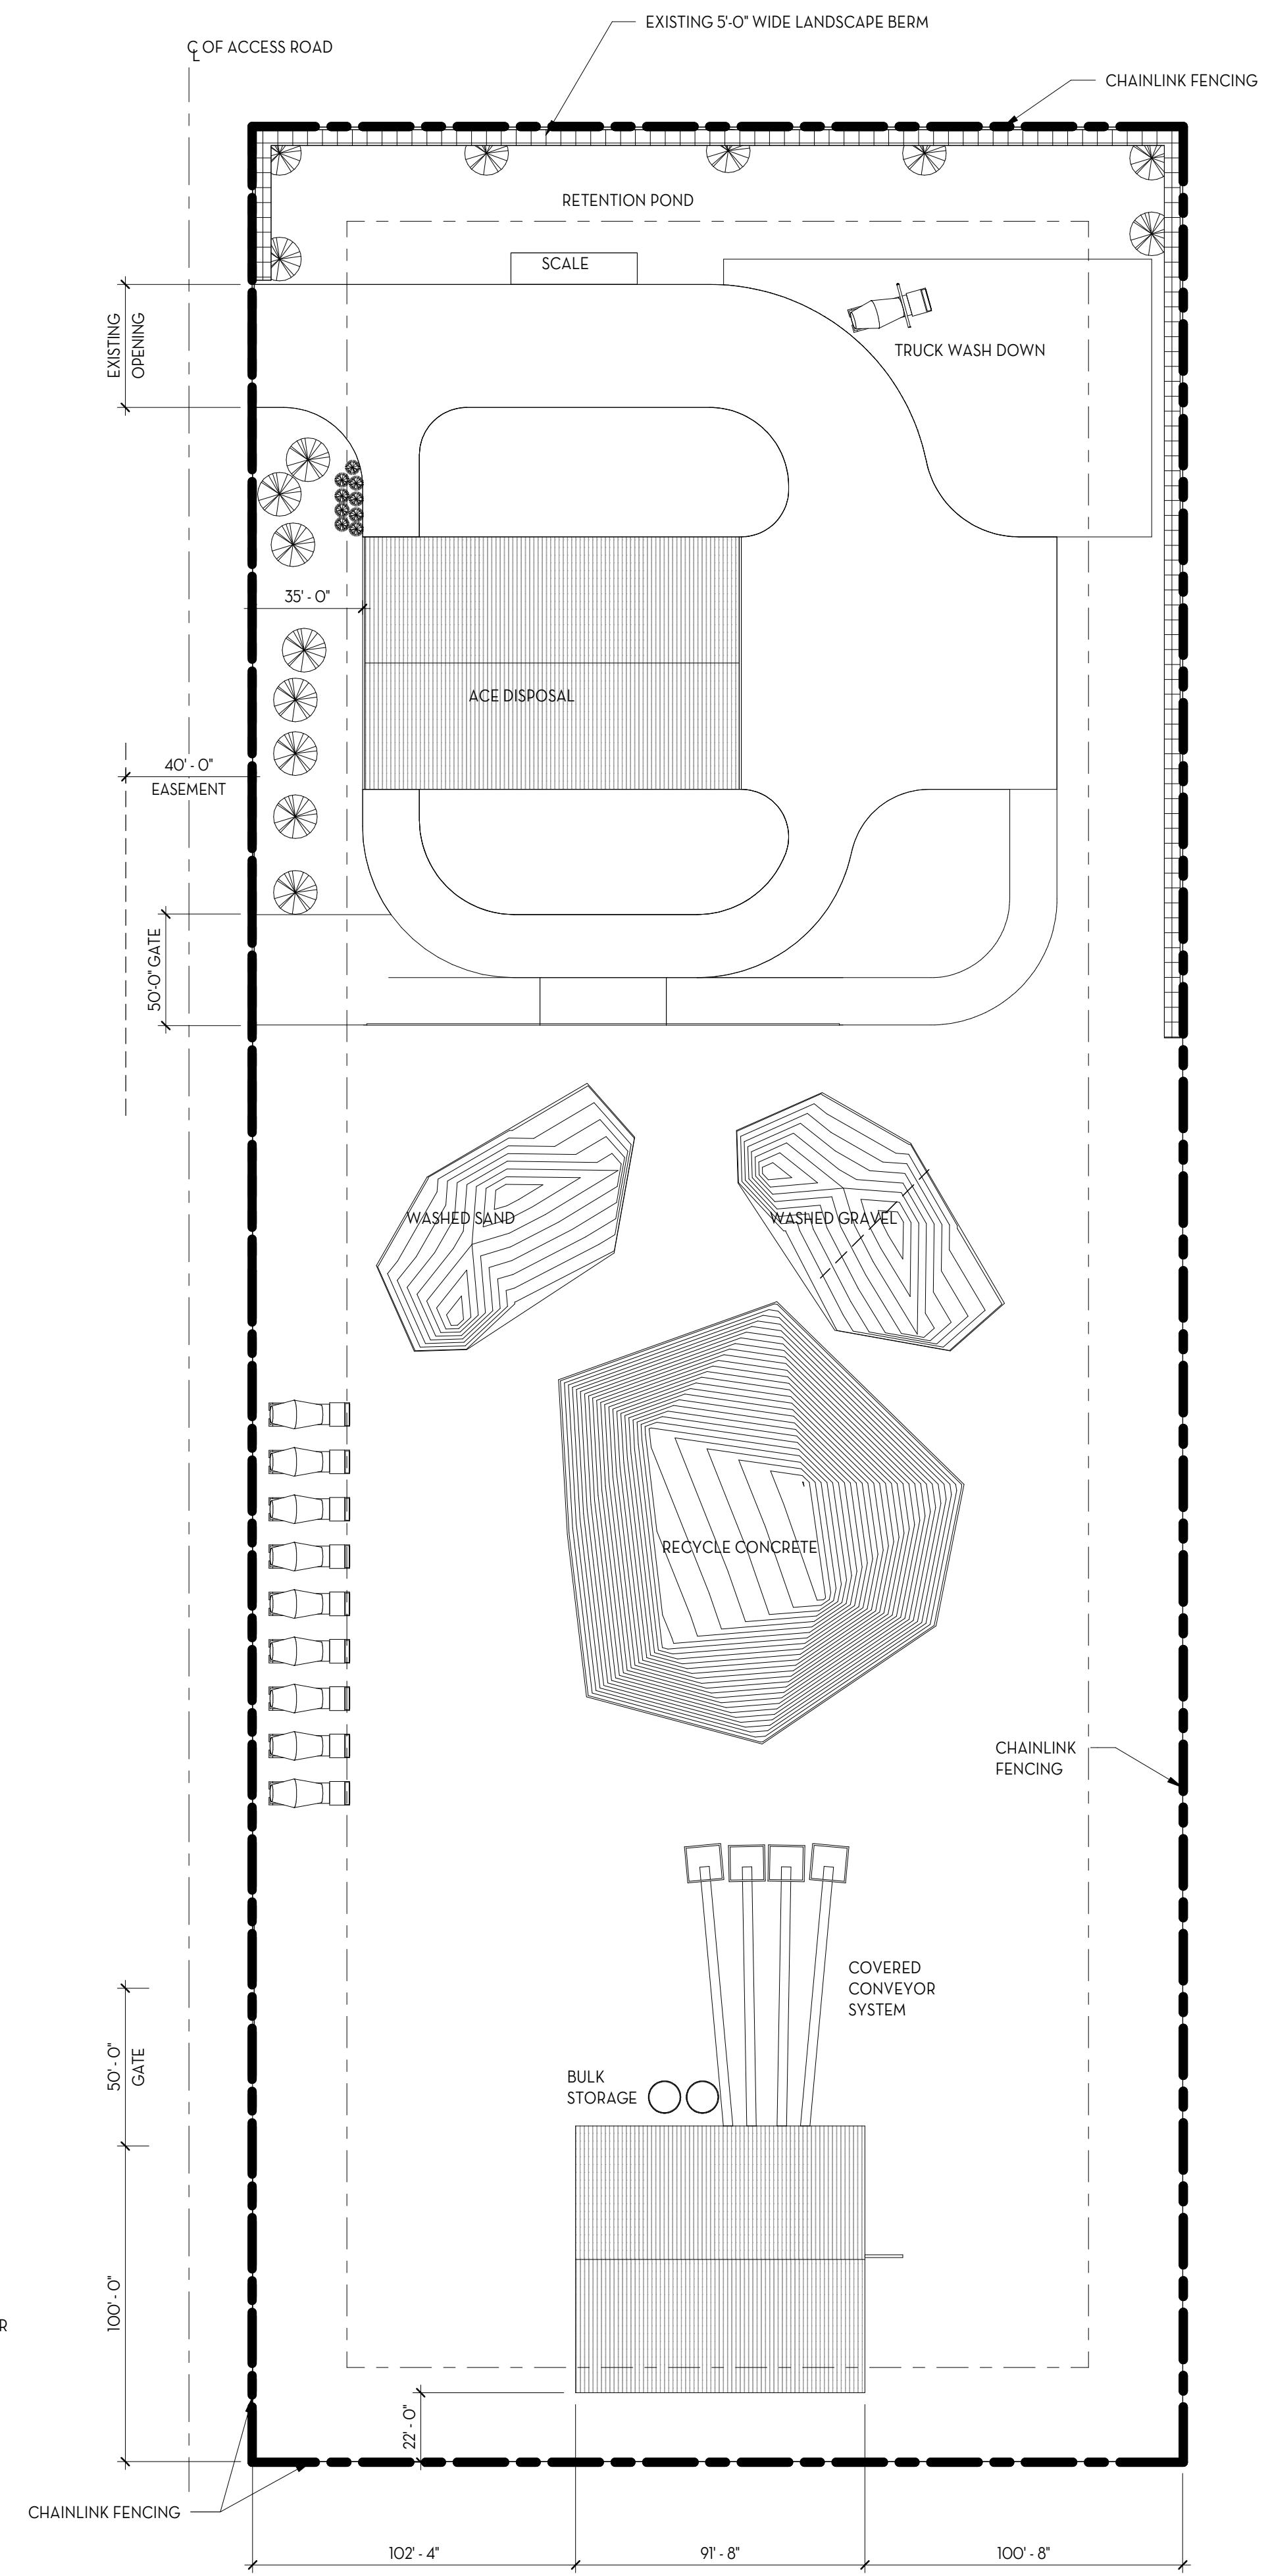 EXISTING 5'-0" WIDE LANDSCAPE BERM
℄ OF ACCESS ROAD
CHAINLINK FENCING
RETENTION POND
SCALE
EXISTING
OPENING
TRUCK WASH DOWN
35' - 0"
ACE DISPOSAL
40' - 0"
EASEMENT
50'-0" GATE
WASHED SAND
WASHED GRAVEL
RECYCLE CONCRETE
CHAINLINK
FENCING
COVERED
CONVEYOR
SYSTEM
50' - 0"
GATE
BULK
STORAGE
100' - 0"
R
22' - 0"
CHAINLINK FENCING
102' - 4"
91' - 8"
100' - 8"